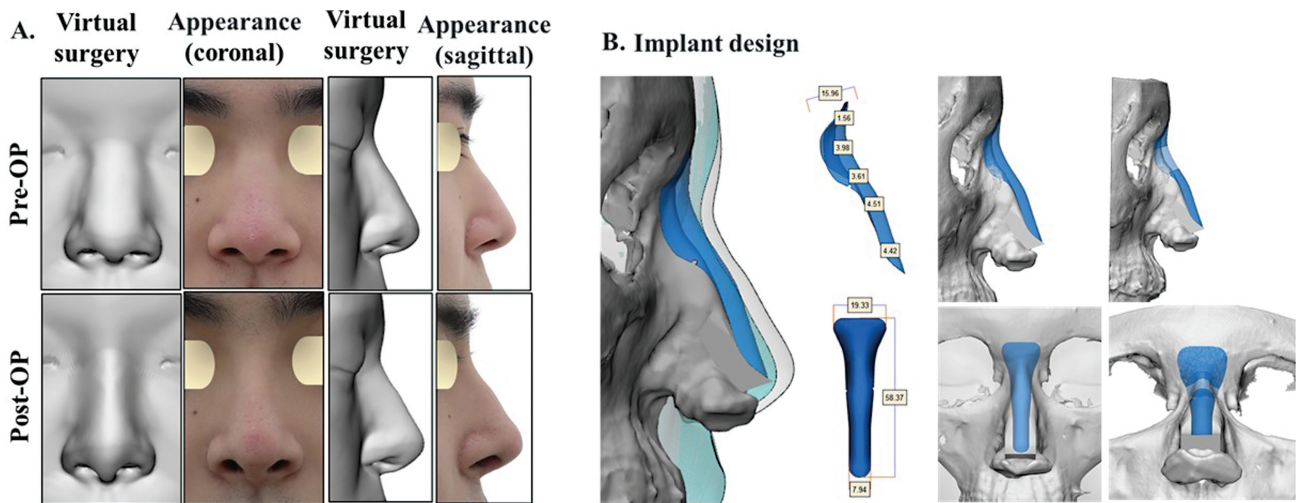 A.
Virtual
surgery
Appearance
(coronal)
Virtual
surgery
Appearance
(sagittal)
Pre-OP
Post-OP
B. Implant design
15.96
1.56
3.98
3.61
4.51
4.42
19.33
58.37
7.94